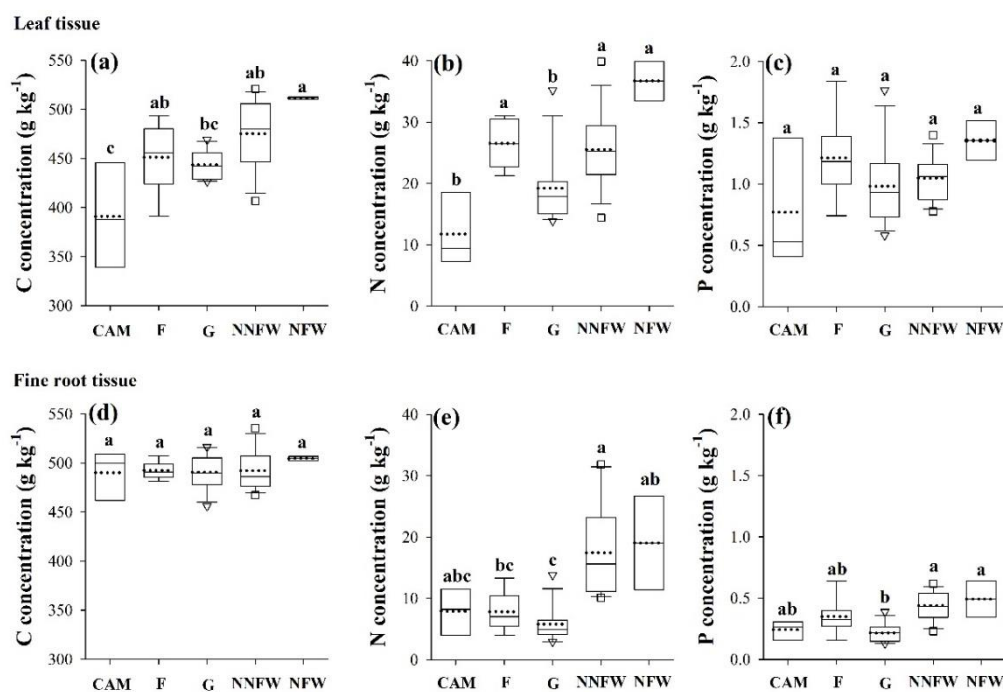 Leaf tissue
(a)
C concentration (g kg-1)
550
500
450
400
350
300
c
ab
bc
ab
a
CAM F G NNFW NFW
(b)
N concentration (g kg-1)
40
30
20
10
0
b
a
b
a
a
CAM F G NNFW NFW
(c)
P concentration (g kg-1)
2.0
1.5
1.0
0.5
0.0
a
a
a
a
a
CAM F G NNFW NFW
Fine root tissue
(d)
C concentration (g kg-1)
550
500
450
400
350
300
a
a
a
a
a
CAM F G NNFW NFW
(e)
N concentration (g kg-1)
40
30
20
10
0
abc
bc
c
a
ab
CAM F G NNFW NFW
(f)
P concentration (g kg-1)
2.0
1.5
1.0
0.5
0.0
ab
ab
b
a
a
CAM F G NNFW NFW